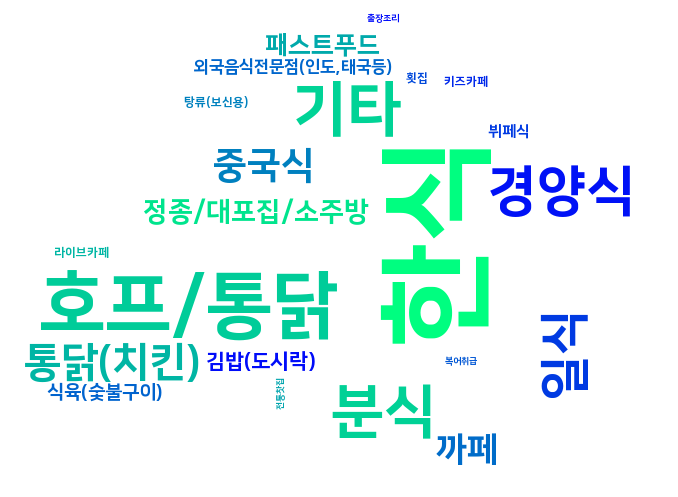 출장조리
패스트푸드
외국음식전문점(인도,태국등)
횟집
키즈카페
탕류(보신용)
기타
뷔페식
중국식
한식
경양식
정종/대포집/소주방
라이브카페
호프/통닭
일식
통닭(치킨)
김밥(도시락)
복어취급
식육(숯불구이)
전통찻집
분식
까페